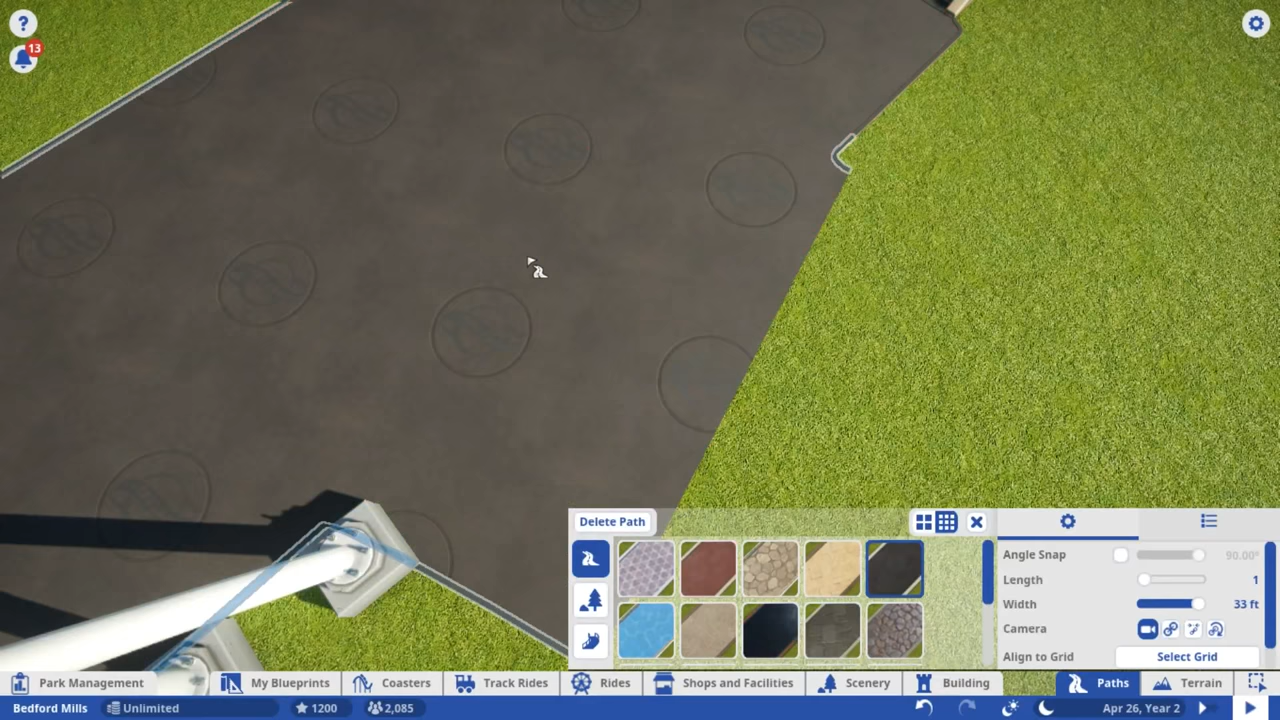 ?
13
Delete Path
Angle Snap 90.00°
Length 1
Width 33 ft
Camera
Align to Grid Select Grid
Park Management My Blueprints Coasters Track Rides Rides Shops and Facilities Scenery Building Paths Terrain
Bedford Mills Unlimited 1200 2,085 Apr 26, Year 2